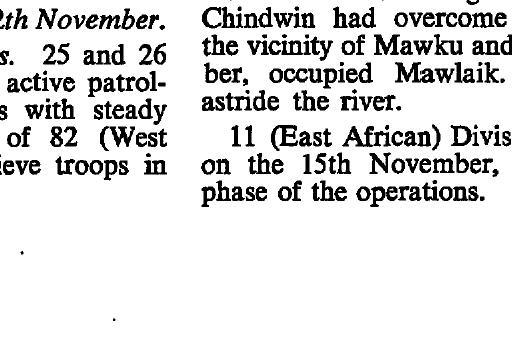 2th November.
s. 25 and 26
active patrol-
s with steady
of 82 (West
ieve troops in
Chindwin had overcome
the vicinity of Mawku and
ber, occupied Mawlaik.
astride the river.
11 (East African) Divis
on the 15th November,
phase of the operations.